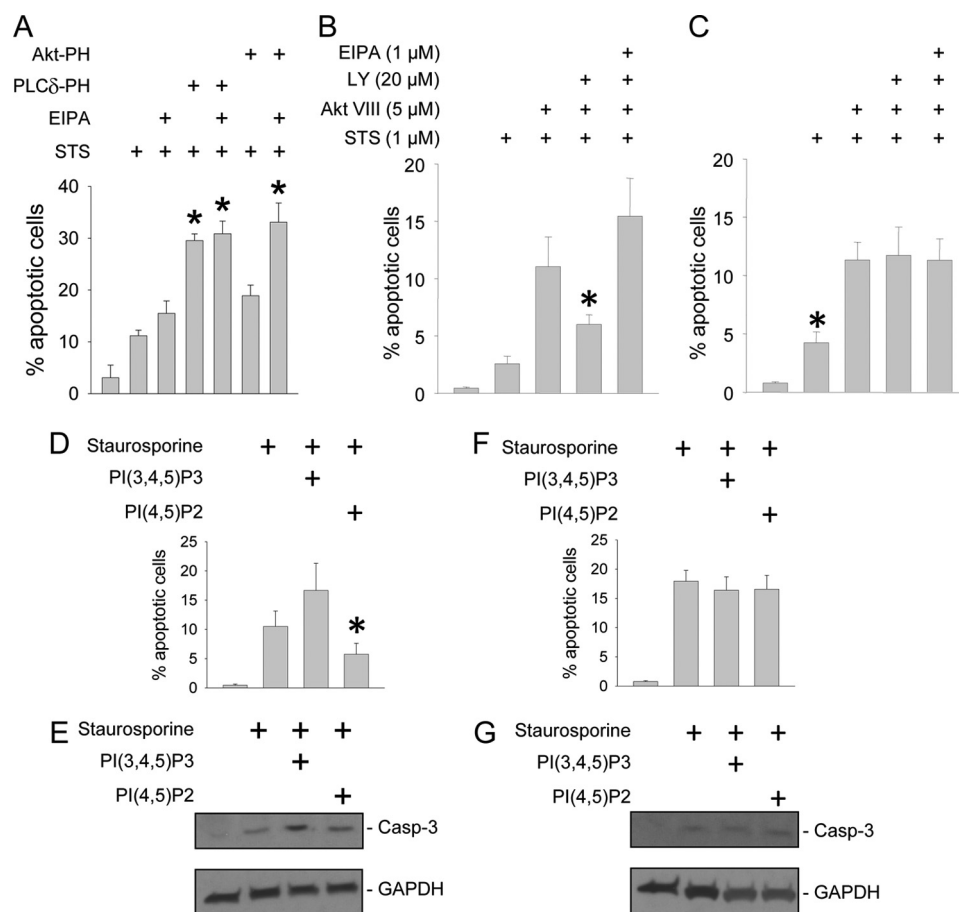 A
Akt-PH + +
PLCδ-PH + +
EIPA + + +
STS + + + + + +
* * *
40
30
20
10
0
% apoptotic cells
B
EIPA (1 µM) +
LY (20 µM) + +
Akt VIII (5 µM) + + +
STS (1 µM) + + + +
*
20
15
10
5
0
% apoptotic cells
C
+
+ +
+ + +
+ + + +
*
20
15
10
5
0
% apoptotic cells
D
Staurosporine + + +
PI(3,4,5)P3 +
PI(4,5)P2 +
*
25
20
15
10
5
0
% apoptotic cells
F
Staurosporine + + +
PI(3,4,5)P3 +
PI(4,5)P2 +
25
20
15
10
5
0
% apoptotic cells
E
Staurosporine + + +
PI(3,4,5)P3 +
PI(4,5)P2 +
- Casp-3
- GAPDH
G
Staurosporine + + +
PI(3,4,5)P3 +
PI(4,5)P2 +
- Casp-3
- GAPDH